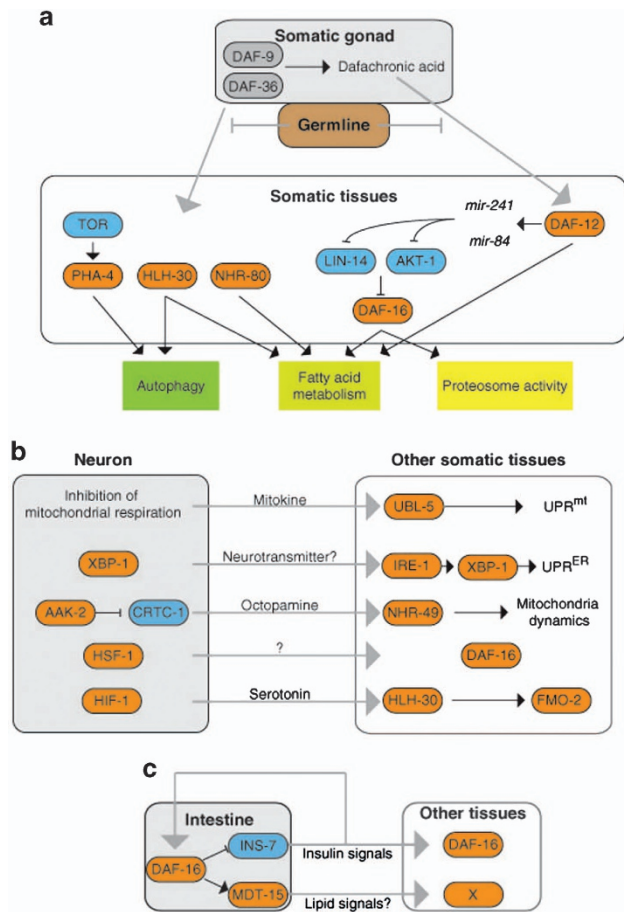 a
Somatic gonad
DAF-9
DAF-36
Dafachronic acid
Germline
Somatic tissues
TOR
PHA-4
HLH-30
NHR-80
mir-241
mir-84
DAF-12
LIN-14
AKT-1
DAF-16
Autophagy
Fatty acid
metabolism
Proteosome activity
b
Neuron
Other somatic tissues
Inhibition of
mitochondrial respiration
Mitokine
UBL-5
UPRmt
XBP-1
Neurotransmitter?
IRE-1
XBP-1
UPRER
AAK-2
CRTC-1
Octopamine
NHR-49
Mitochondria
dynamics
HSF-1
?
DAF-16
HIF-1
Serotonin
HLH-30
FMO-2
c
Intestine
Other tissues
INS-7
DAF-16
MDT-15
Insulin signals
DAF-16
Lipid signals?
X